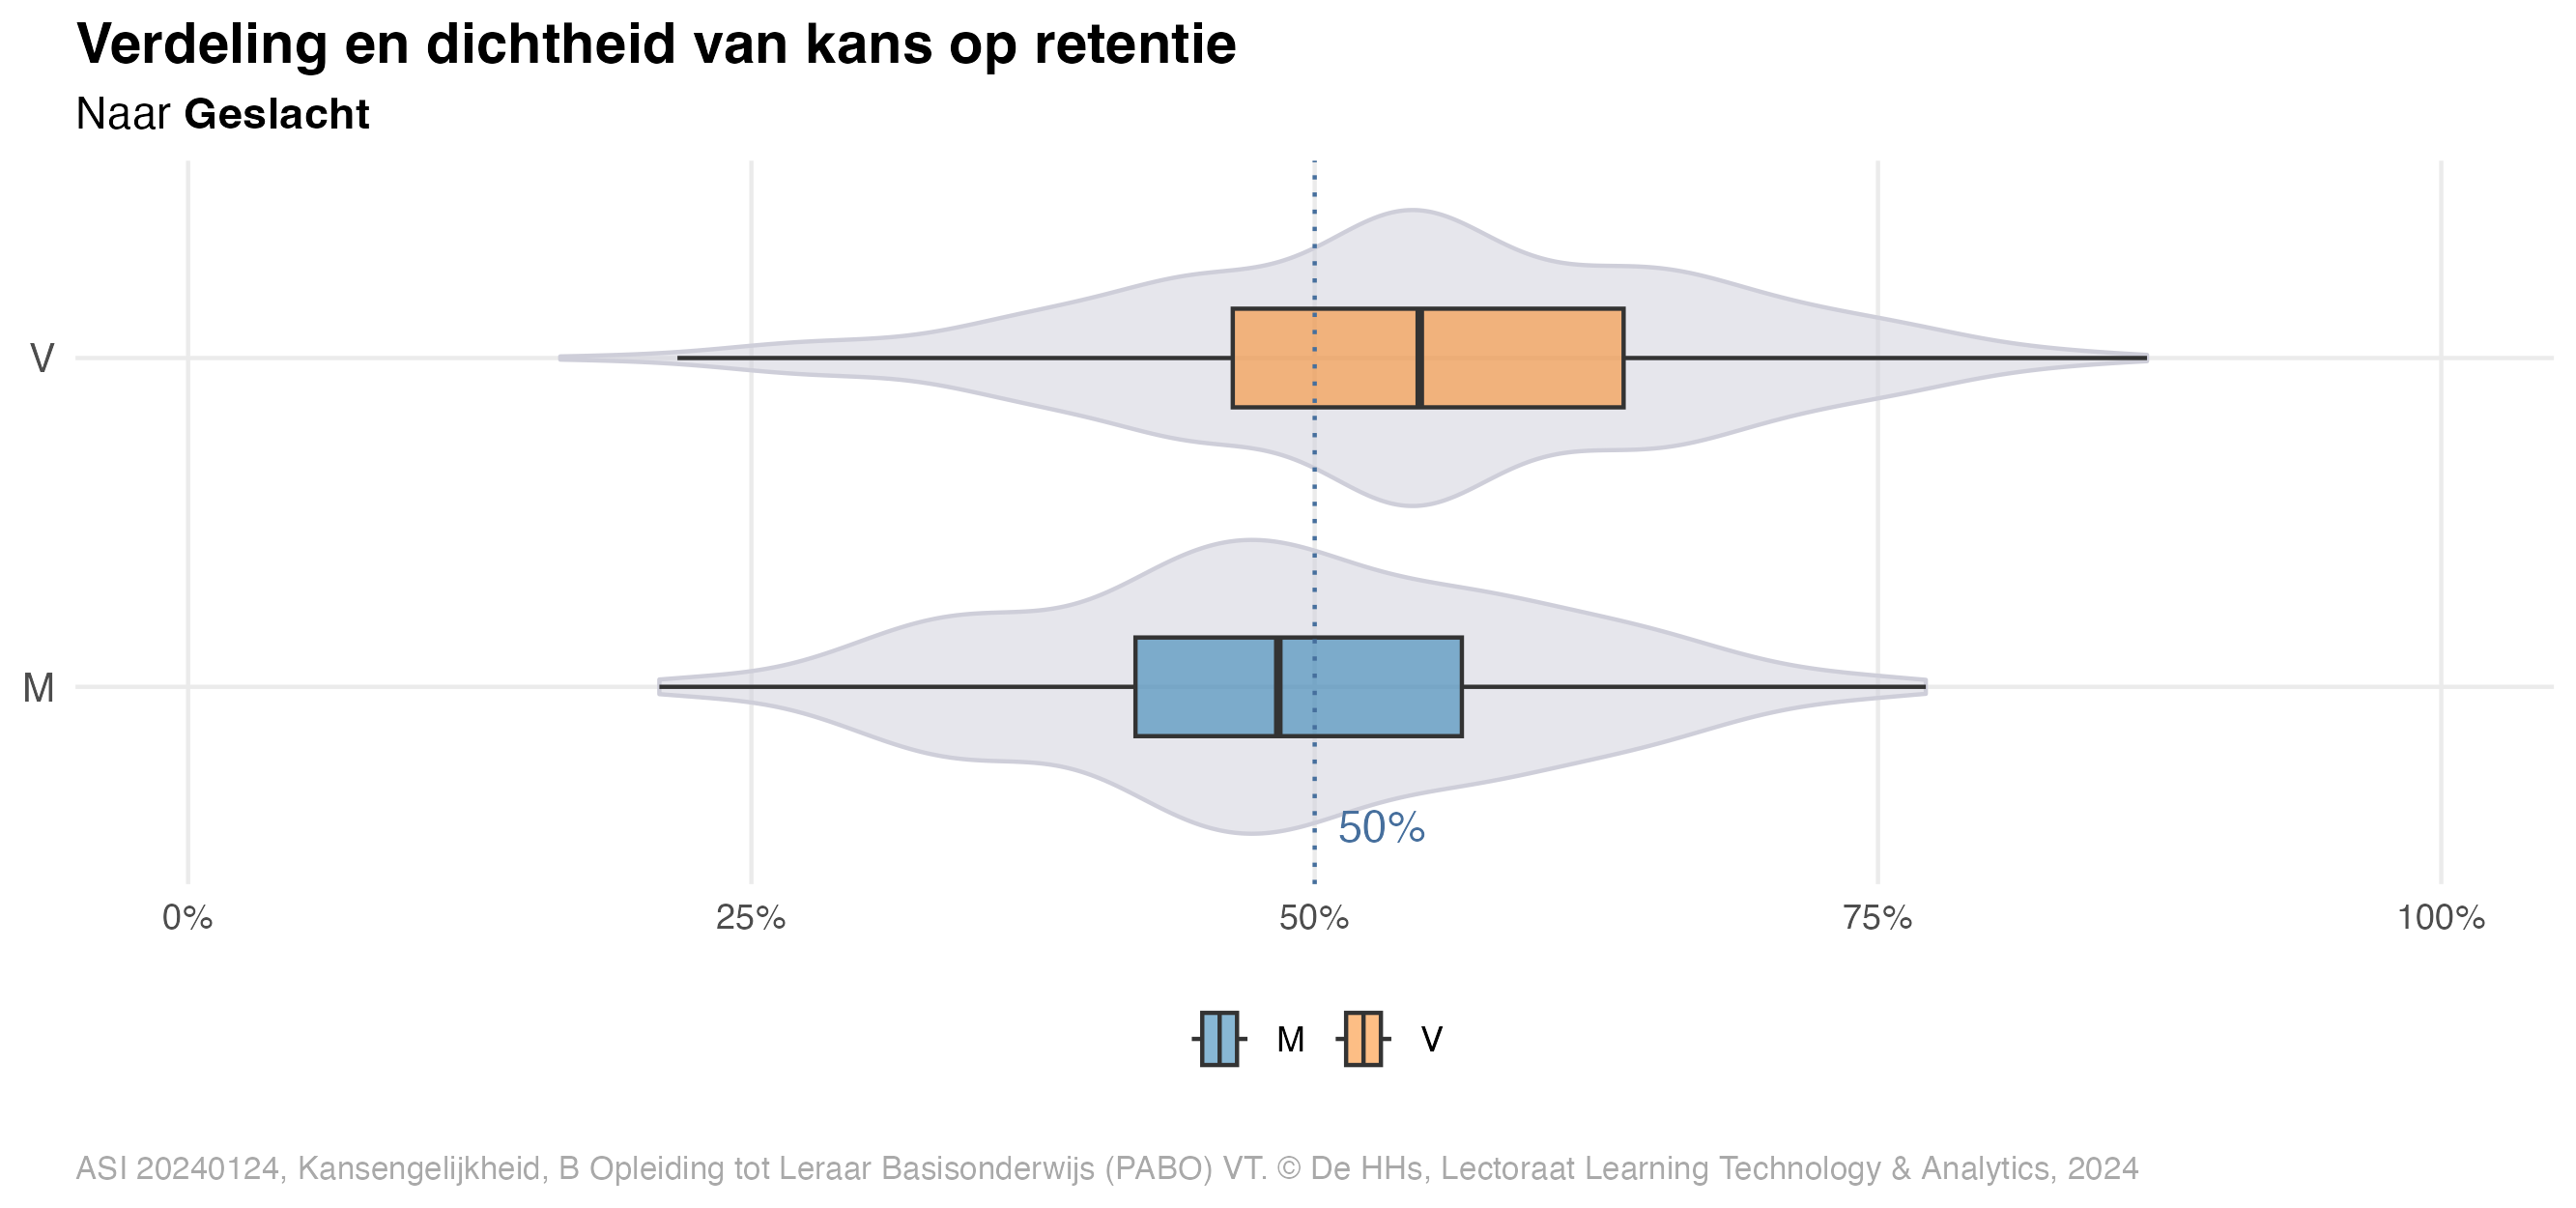 Verdeling en dichtheid van kans op retentie
Naar Geslacht
V
M
50%
0% 25% 50% 75% 100%
M V
ASI 20240124, Kansengelijkheid, B Opleiding tot Leraar Basisonderwijs (PABO) VT. © De HHs, Lectoraat Learning Technology & Analytics, 2024